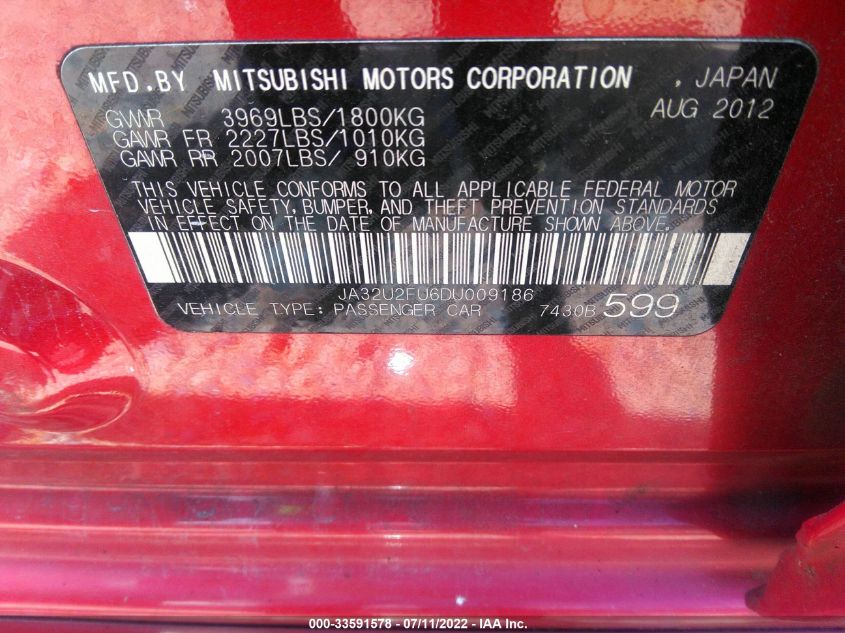 MFD.BY MITSUBISHI MOTORS CORPORATION , JAPAN
AUG 2012
GVWR 3969LBS/1800KG
GAWR FR 2227LBS/1010KG
GAWR RR 2007LBS/ 910KG
THIS VEHICLE CONFORMS TO ALL APPLICABLE FEDERAL MOTOR
VEHICLE SAFETY, BUMPER, AND THEFT PREVENTION STANDARDS
IN EFFECT ON THE DATE OF MANUFACTURE SHOWN ABOVE.
JA32U2FU6DU009186
VEHICLE TYPE: PASSENGER CAR 7430B 599
000-33591578 - 07/11/2022 - IAA Inc.